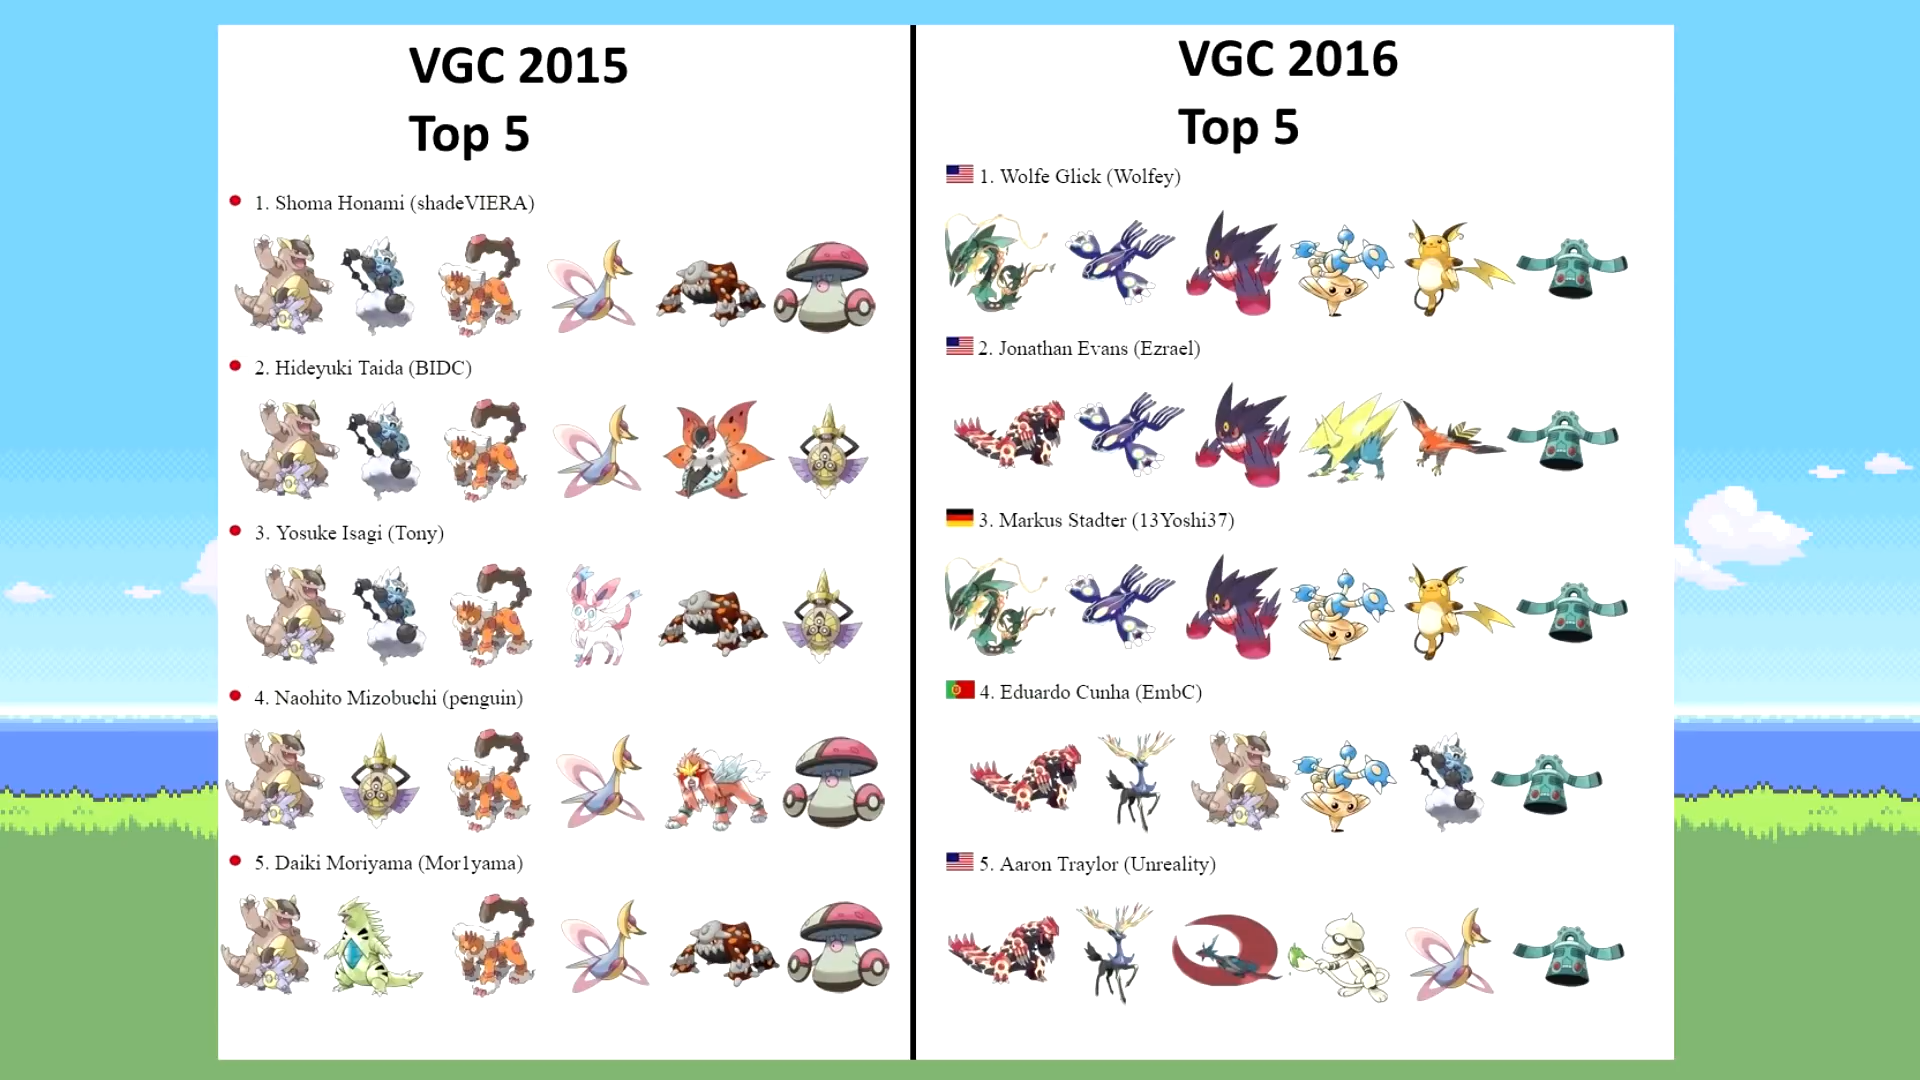 VGC 2015
Top 5
1. Shoma Honami (shadeVIERA)
2. Hideyuki Taida (BIDC)
3. Yosuke Isagi (Tony)
4. Naohito Mizobuchi (penguin)
5. Daiki Moriyama (Mor1yama)
VGC 2016
Top 5
1. Wolfe Glick (Wolfey)
2. Jonathan Evans (Ezrael)
3. Markus Stadter (13Yoshi37)
4. Eduardo Cunha (EmbC)
5. Aaron Traylor (Unreality)